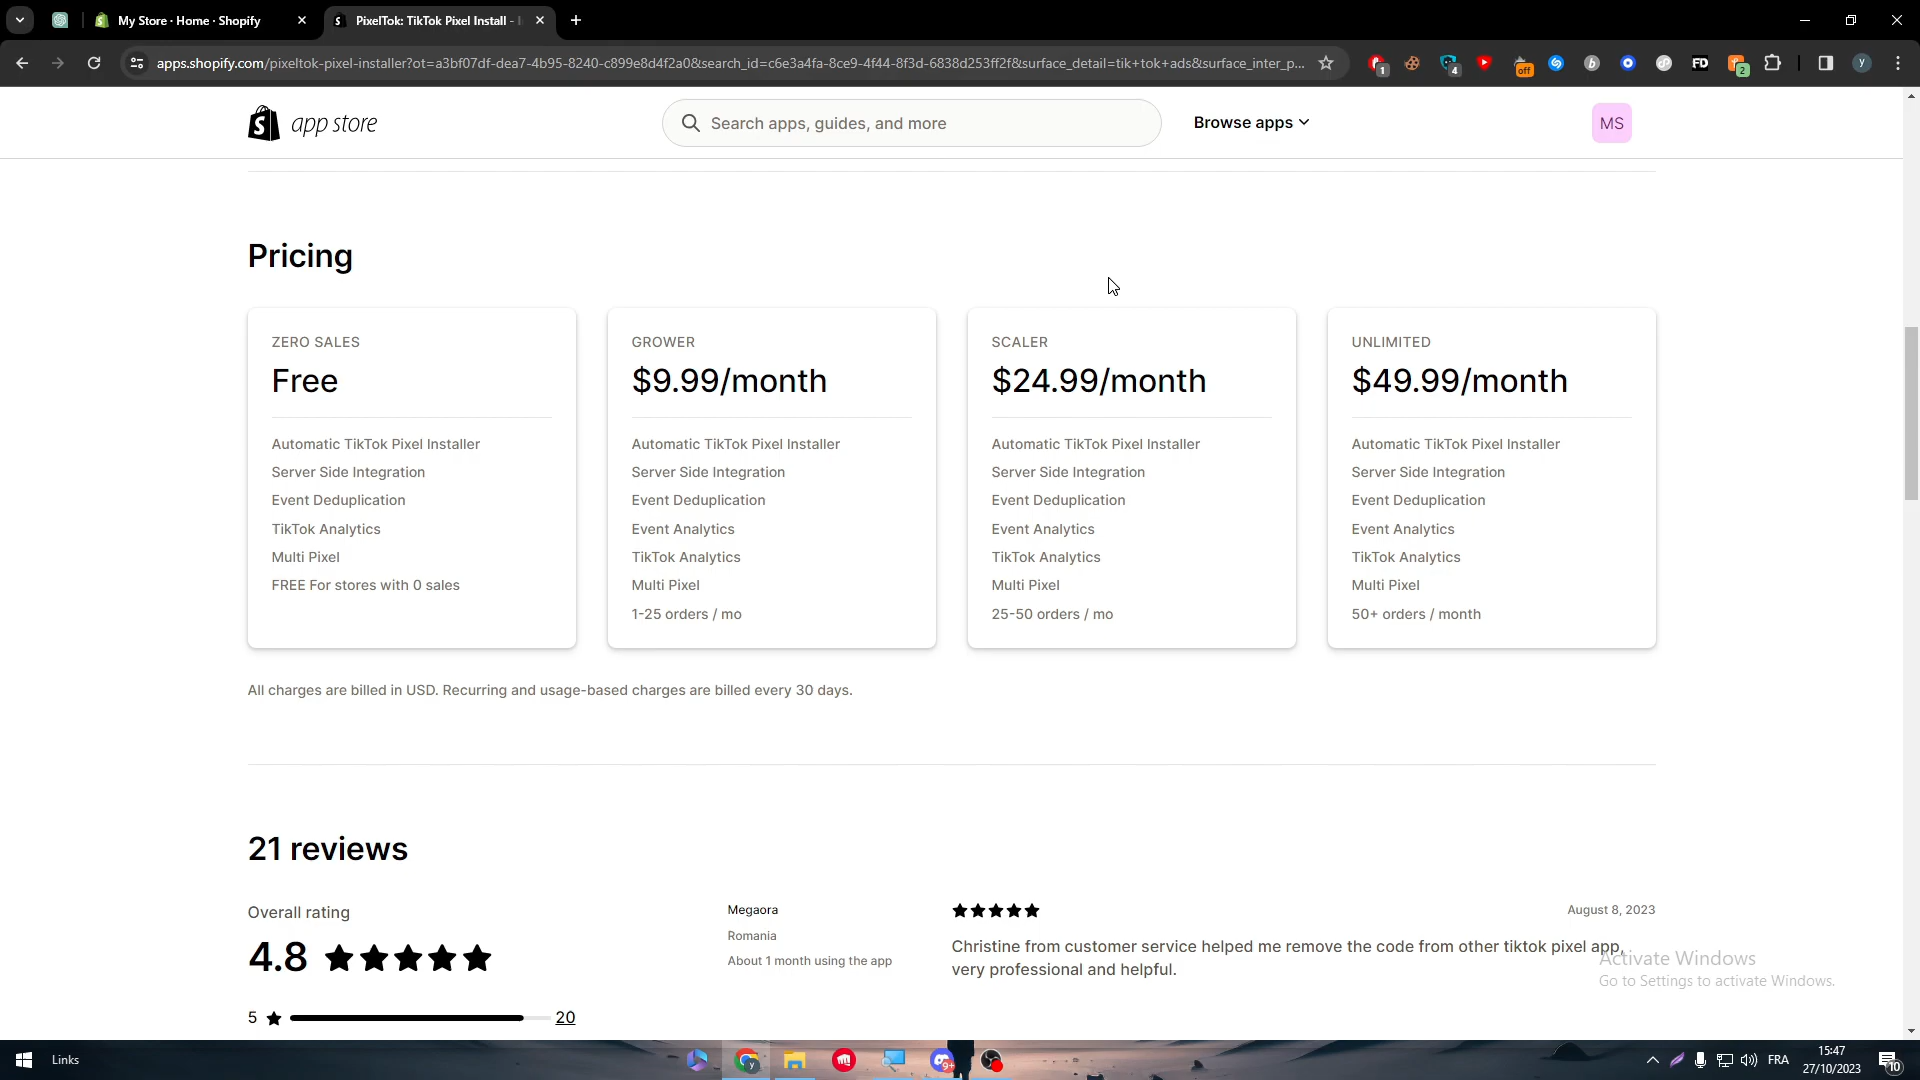 My Store · Home · Shopify
PixelTok: TikTok Pixel Install -
apps.shopify.com/pixeltok-pixel-installer?ot=a3bf07df-dea7-4b95-8240-c899e8d4f2a0&search_id=c6e3a4fa-8ce9-4f44-8f3d-6838d253ff2f&surface_detail=tik+tok+ads&surface_inter_p...
1
4
off
b
FD
2
y
app store
Search apps, guides, and more
Browse apps
MS
Pricing
ZERO SALES
Free
Automatic TikTok Pixel Installer
Server Side Integration
Event Deduplication
TikTok Analytics
Multi Pixel
FREE For stores with 0 sales
GROWER
$9.99/month
Automatic TikTok Pixel Installer
Server Side Integration
Event Deduplication
Event Analytics
TikTok Analytics
Multi Pixel
1-25 orders / mo
SCALER
$24.99/month
Automatic TikTok Pixel Installer
Server Side Integration
Event Deduplication
Event Analytics
TikTok Analytics
Multi Pixel
25-50 orders / mo
UNLIMITED
$49.99/month
Automatic TikTok Pixel Installer
Server Side Integration
Event Deduplication
Event Analytics
TikTok Analytics
Multi Pixel
50+ orders / month
All charges are billed in USD. Recurring and usage-based charges are billed every 30 days.
21 reviews
Overall rating
4.8
5
20
Megaora
Romania
About 1 month using the app
August 8, 2023
Christine from customer service helped me remove the code from other tiktok pixel app,
very professional and helpful.
Activate Windows
Go to Settings to activate Windows.
Links
y
9+
FRA
15:47
27/10/2023
10